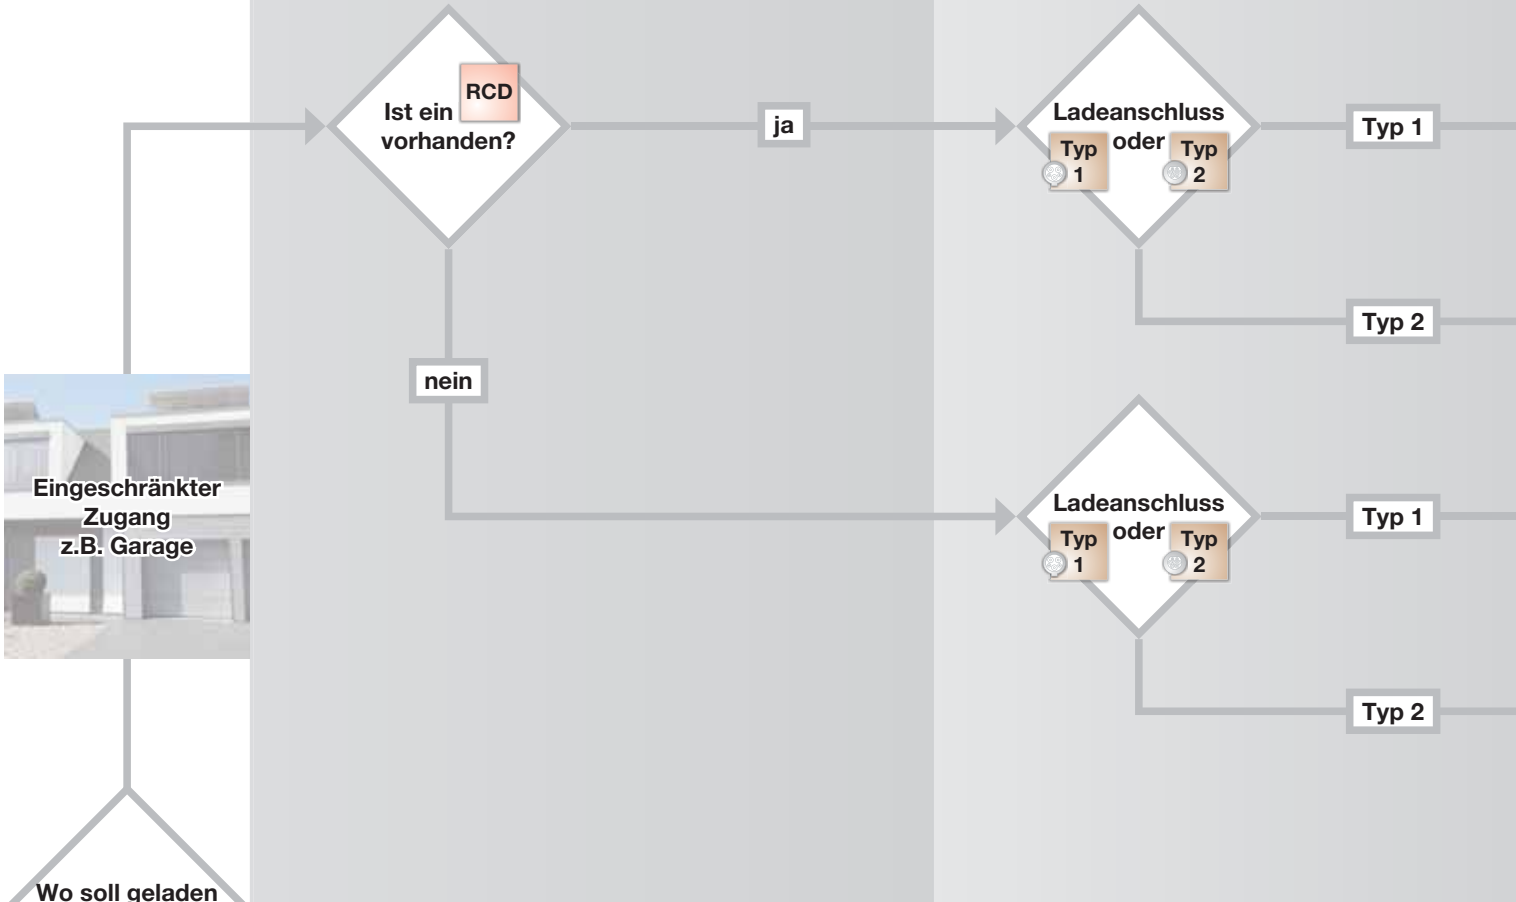 Ist ein RCD
vorhanden?
ja
Ladeanschluss
Typ 1 oder Typ 2
Typ 1
Typ 2
nein
Eingeschränkter
Zugang
z.B. Garage
Ladeanschluss
Typ 1 oder Typ 2
Typ 1
Typ 2
Wo soll geladen